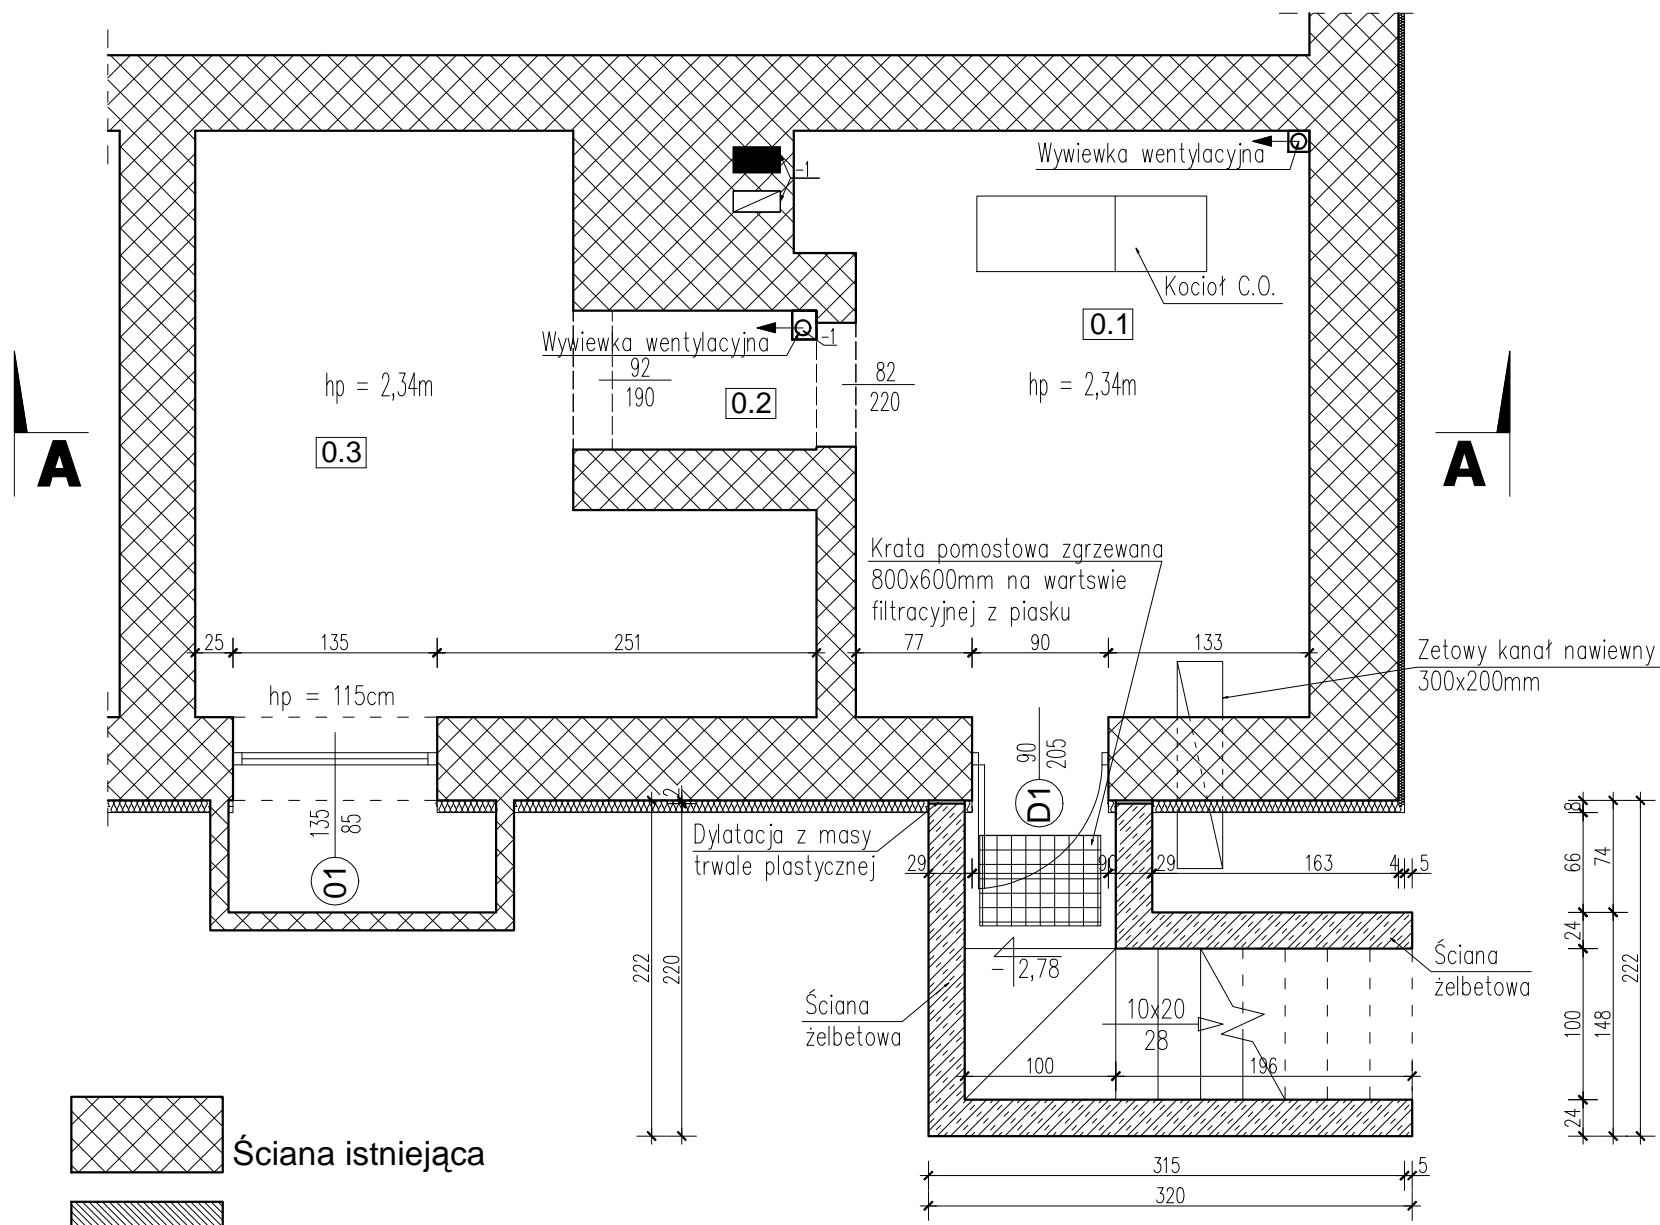 Wywiewka wentylacyjna
-1
Kocioł C.O.
0.1
Wywiewka wentylacyjna
-1
92
190
82
220
hp = 2,34m
hp = 2,34m
0.2
0.3
A
A
Krata pomostowa zgrzewana
800x600mm na wartswie
filtracyjnej z piasku
25
135
251
77
90
133
Zetowy kanał nawiewny
300x200mm
hp = 115cm
90
205
D1
135
85
01
2
Dylatacja z masy
trwale plastycznej
29
90
29
163
4
5
8
66
74
24
222
100
148
24
222
220
- 2,78
Ściana
żelbetowa
Ściana
żelbetowa
10x20
28
100
196
Ściana istniejąca
315
5
320